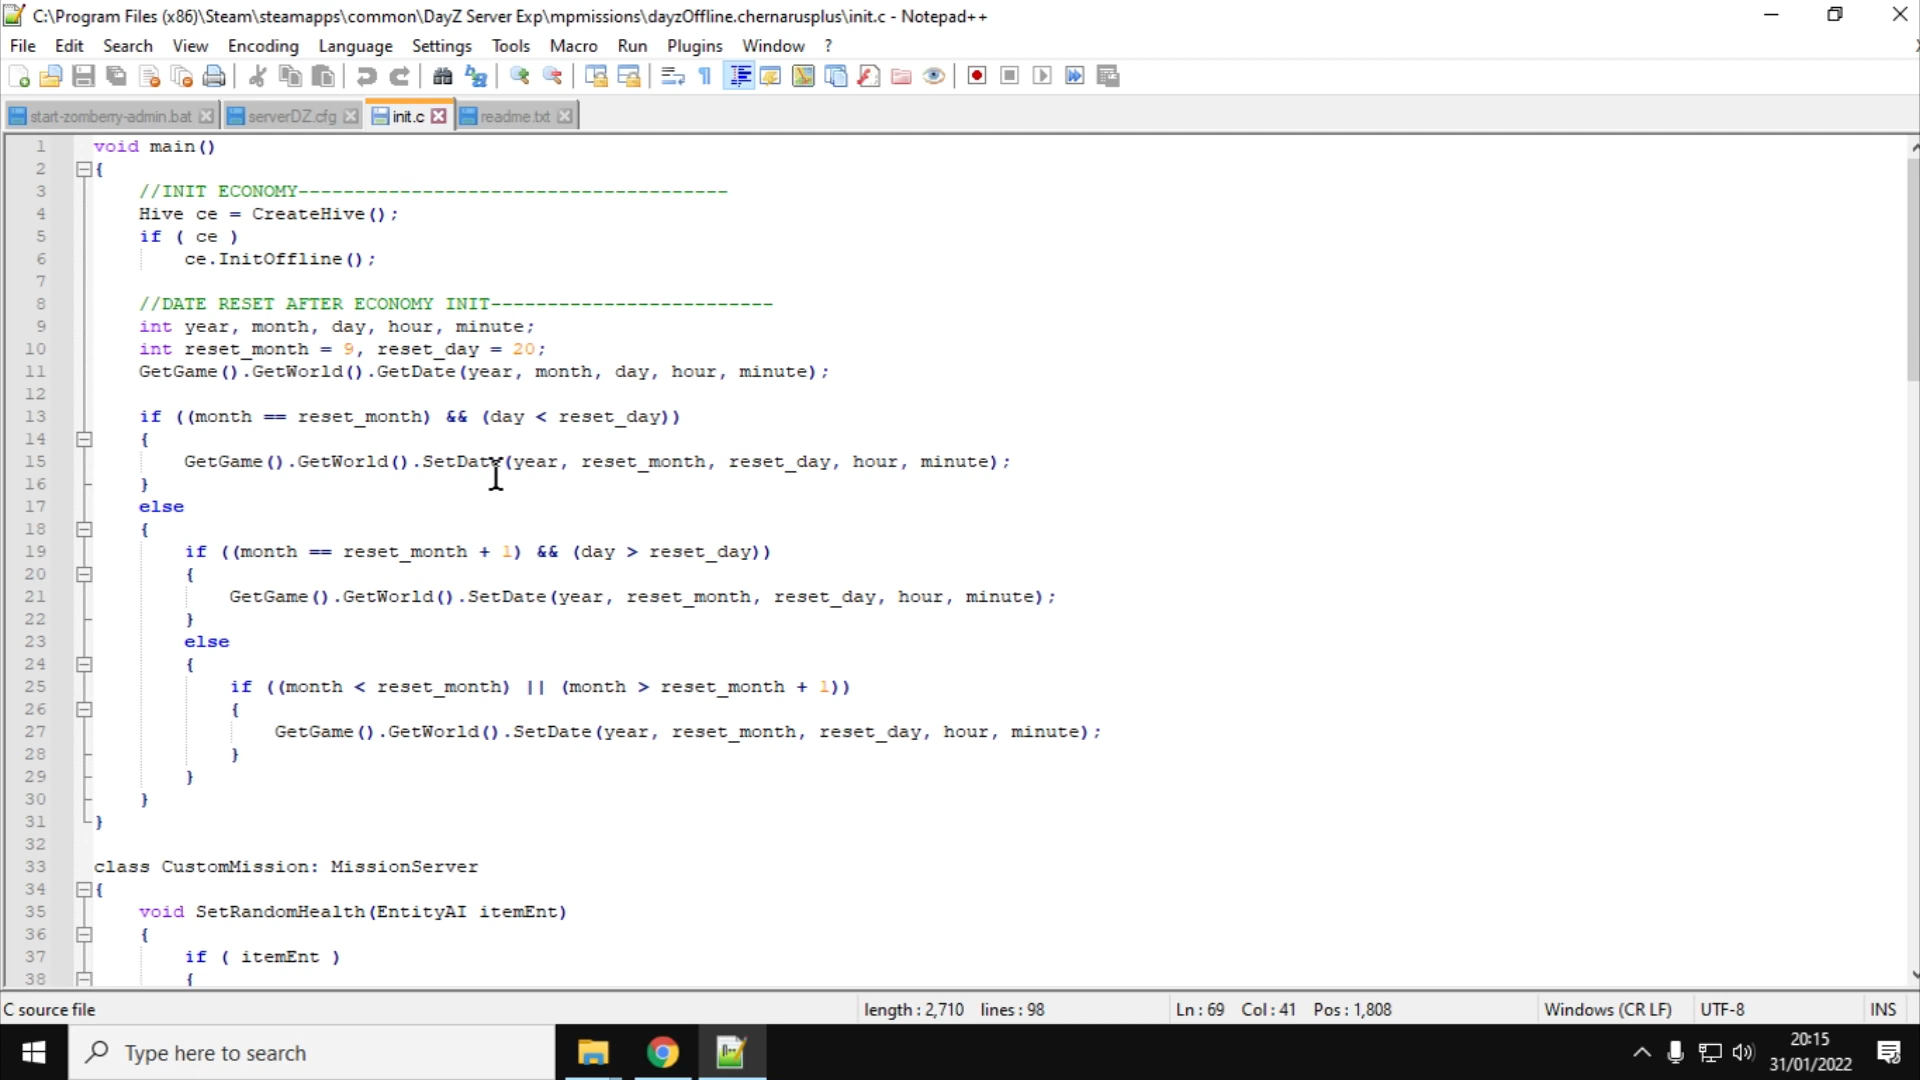 C:\Program Files (x86)\Steam\steamapps\common\DayZ Server Exp\mpmissions\dayzOffline.chernarusplus\init.c - Notepad++
File Edit Search View Encoding Language Settings Tools Macro Run Plugins Window ?
start-zomberry-admin.bat serverDZ.cfg init.c readme.txt
1 void main()
2 {
3 //INIT ECONOMY--------------------------------------
4 Hive ce = CreateHive();
5 if ( ce )
6 ce.InitOffline();
7
8 //DATE RESET AFTER ECONOMY INIT-------------------------
9 int year, month, day, hour, minute;
10 int reset_month = 9, reset_day = 20;
11 GetGame().GetWorld().GetDate(year, month, day, hour, minute);
12
13 if ((month == reset_month) && (day < reset_day))
14 {
15 GetGame().GetWorld().SetDate(year, reset_month, reset_day, hour, minute);
16 }
17 else
18 {
19 if ((month == reset_month + 1) && (day > reset_day))
20 {
21 GetGame().GetWorld().SetDate(year, reset_month, reset_day, hour, minute);
22 }
23 else
24 {
25 if ((month < reset_month) || (month > reset_month + 1))
26 {
27 GetGame().GetWorld().SetDate(year, reset_month, reset_day, hour, minute);
28 }
29 }
30 }
31 }
32
33 class CustomMission: MissionServer
34 {
35 void SetRandomHealth(EntityAI itemEnt)
36 {
37 if ( itemEnt )
38 {
C source file length : 2,710 lines : 98 Ln : 69 Col : 41 Pos : 1,808 Windows (CR LF) UTF-8 INS
Type here to search
20:15
31/01/2022